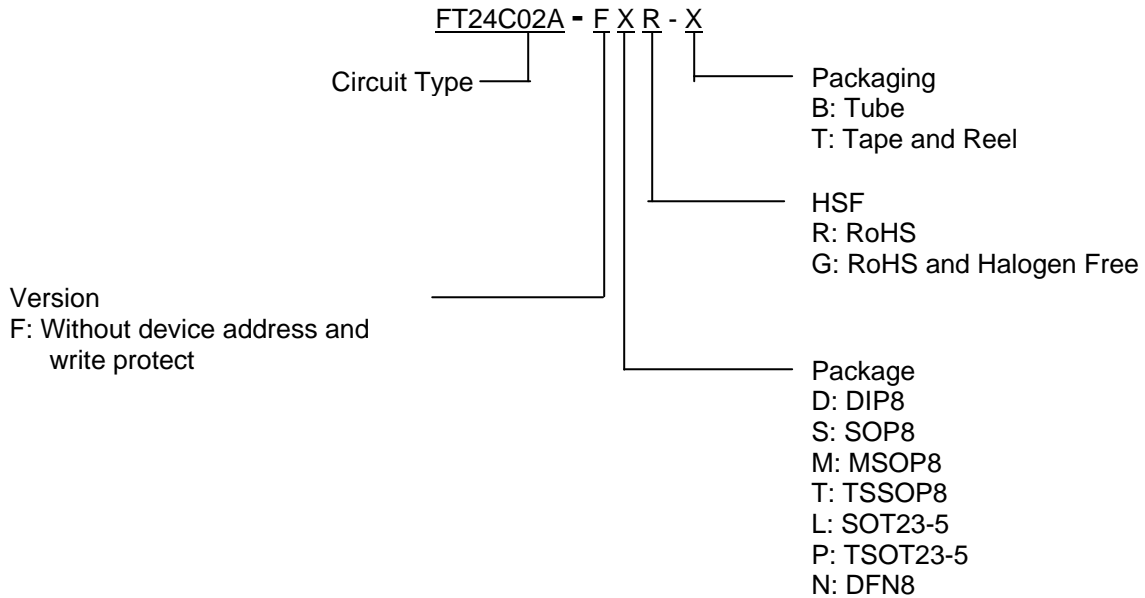 FT24C02A - F X R - X
Circuit Type
Packaging
B: Tube
T: Tape and Reel
HSF
R: RoHS
G: RoHS and Halogen Free
Version
F: Without device address and
write protect
Package
D: DIP8
S: SOP8
M: MSOP8
T: TSSOP8
L: SOT23-5
P: TSOT23-5
N: DFN8